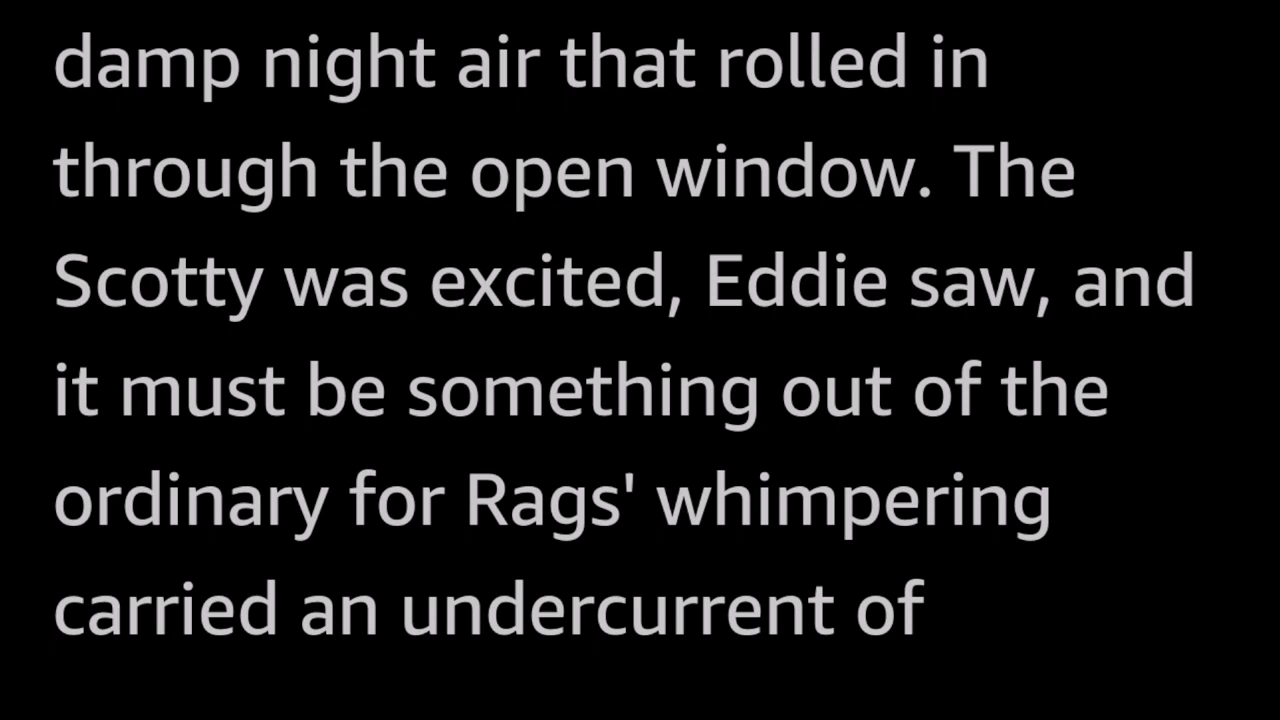 damp night air that rolled in
through the open window. The
Scotty was excited, Eddie saw, and
it must be something out of the
ordinary for Rags' whimpering
carried an undercurrent of